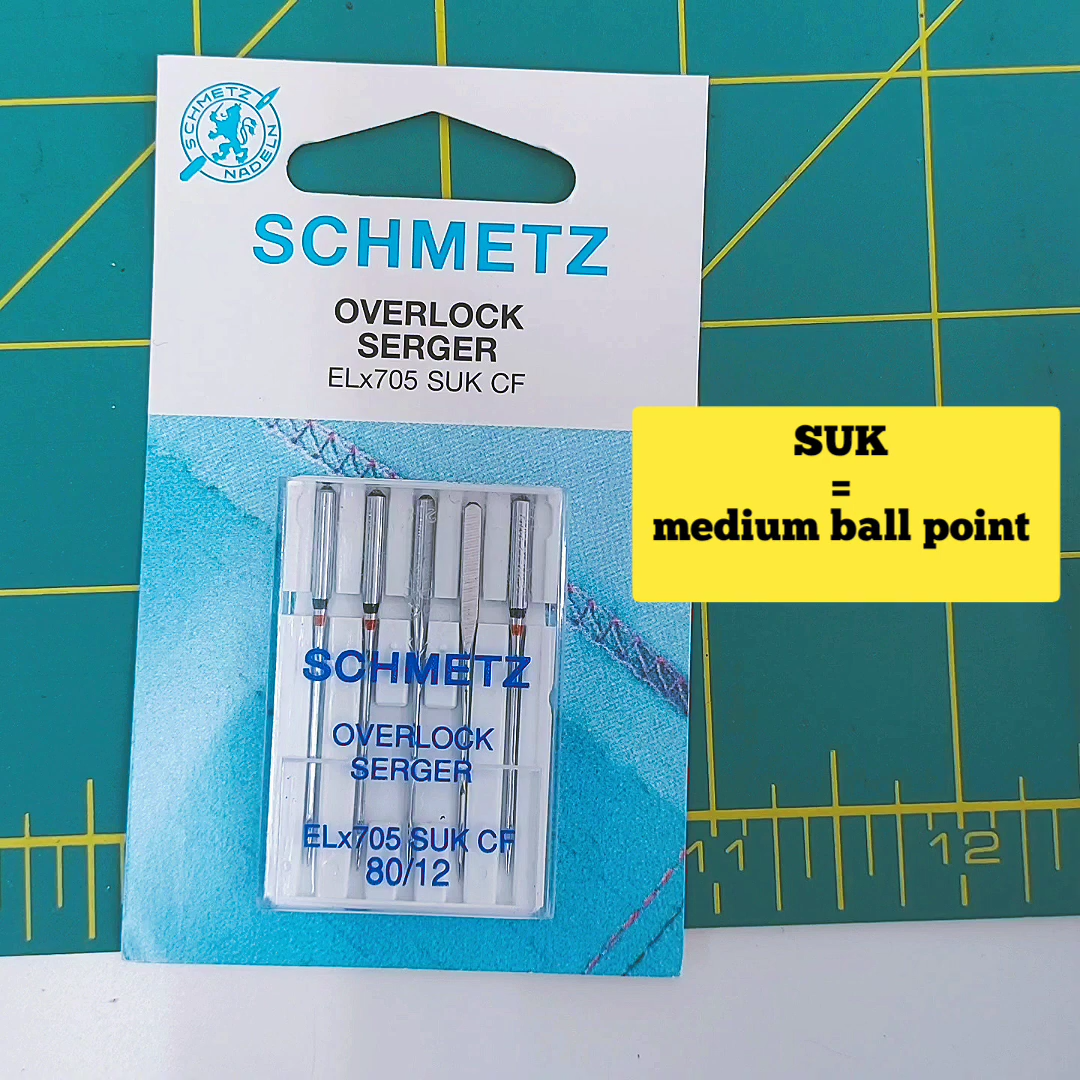 SCHMETZ
NADELN
SCHMETZ
OVERLOCK
SERGER
ELx705 SUK CF
SUK
=
medium ball point
SCHMETZ
OVERLOCK
SERGER
ELx705 SUK CF
80/12
11
12